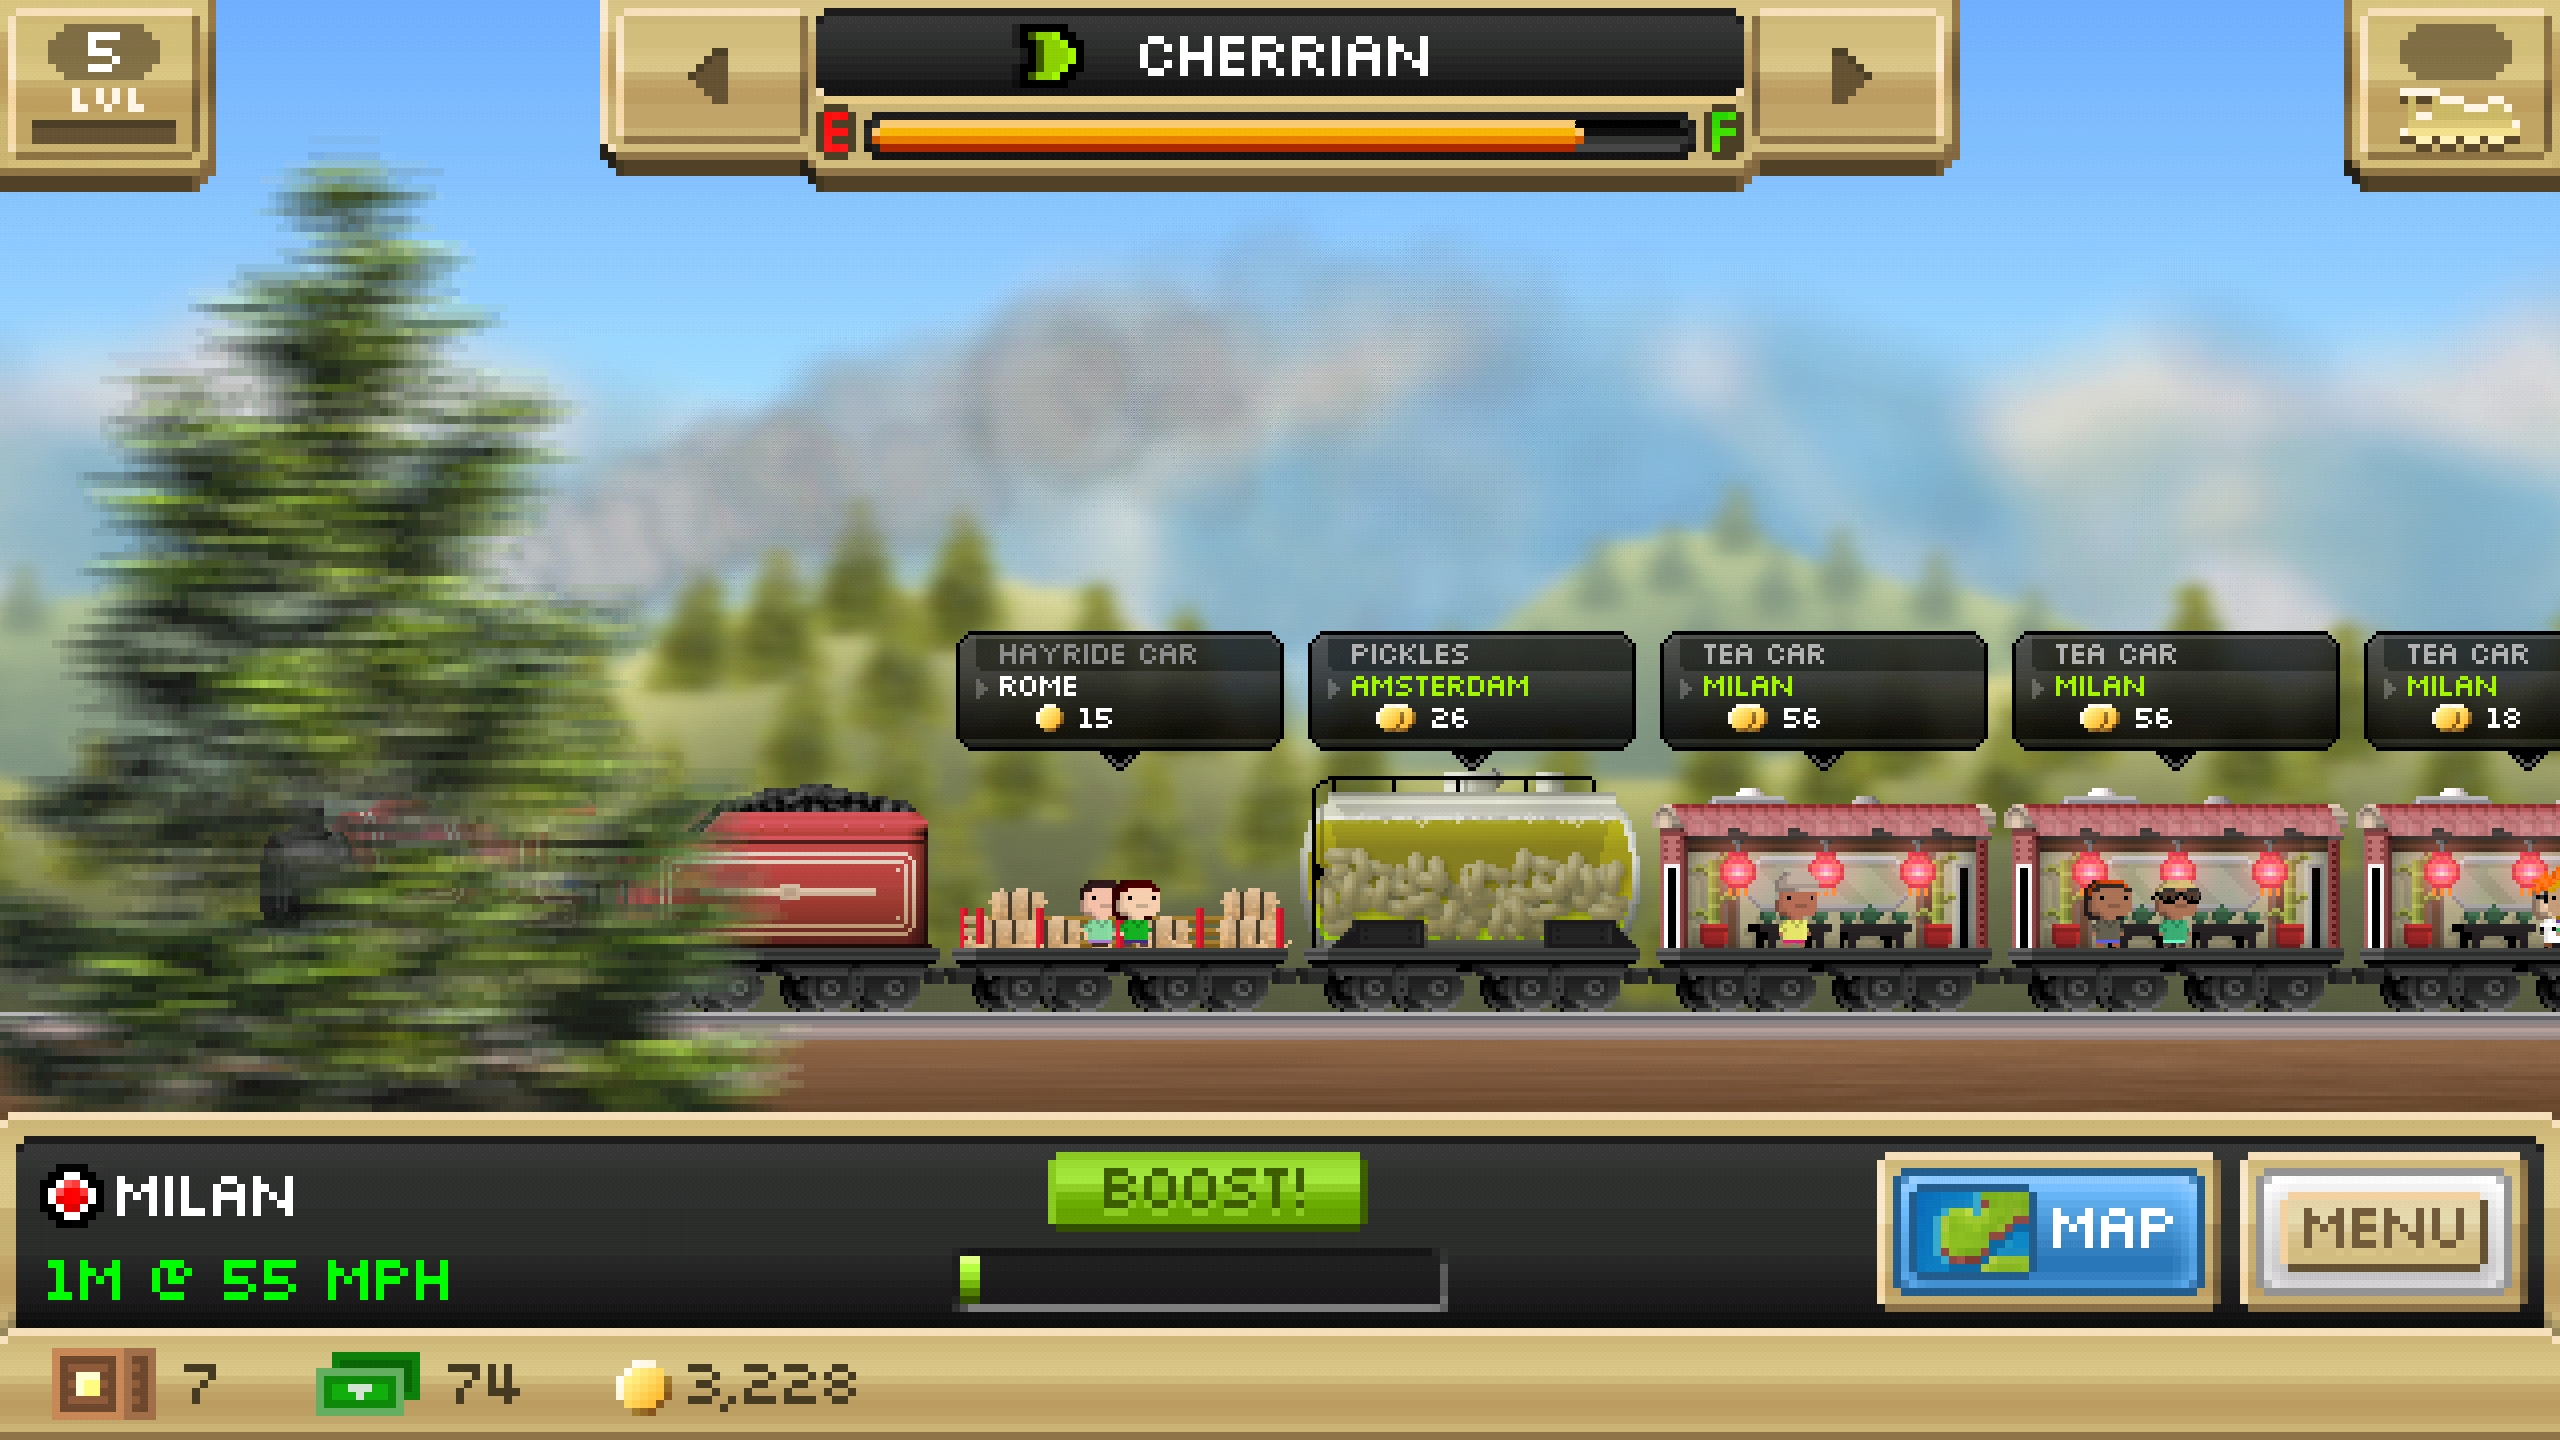 5
LVL
CHERRIAN
E F
HAYRIDE CAR
ROME
15
PICKLES
AMSTERDAM
26
TEA CAR
MILAN
56
TEA CAR
MILAN
56
TEA CAR
MILAN
18
MILAN
1M @ 55 MPH
BOOST!
MAP
MENU
7 74 3,228